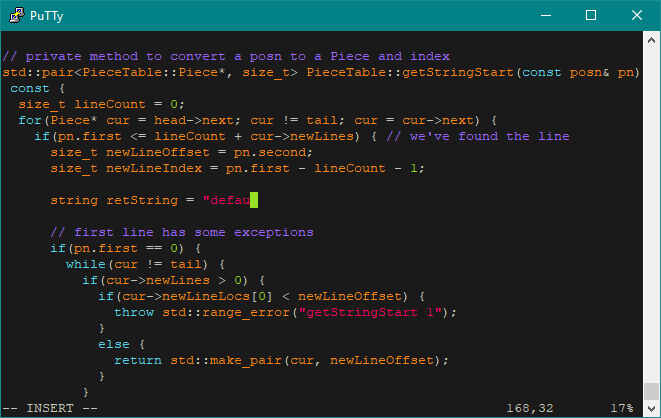 PuTTy
// private method to convert a posn to a Piece and index
std::pair<PieceTable::Piece*, size_t> PieceTable::getStringStart(const posn& pn)
 const {
  size_t lineCount = 0;
  for(Piece* cur = head->next; cur != tail; cur = cur->next) {
    if(pn.first <= lineCount + cur->newLines) { // we've found the line
      size_t newLineOffset = pn.second;
      size_t newLineIndex = pn.first - lineCount - 1;
      string retString = "defau
      // first line has some exceptions
      if(pn.first == 0) {
        while(cur != tail) {
          if(cur->newLines > 0) {
            if(cur->newLineLocs[0] < newLineOffset) {
              throw std::range_error("getStringStart 1");
            }
            else {
              return std::make_pair(cur, newLineOffset);
            }
          }
-- INSERT -- 168,32 17%